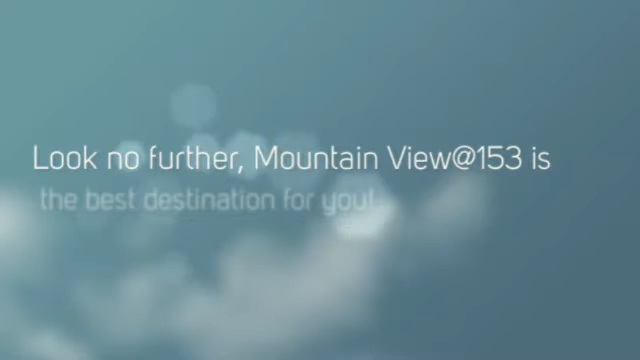 Look no further, Mountain View@153 is
the best destination for you!